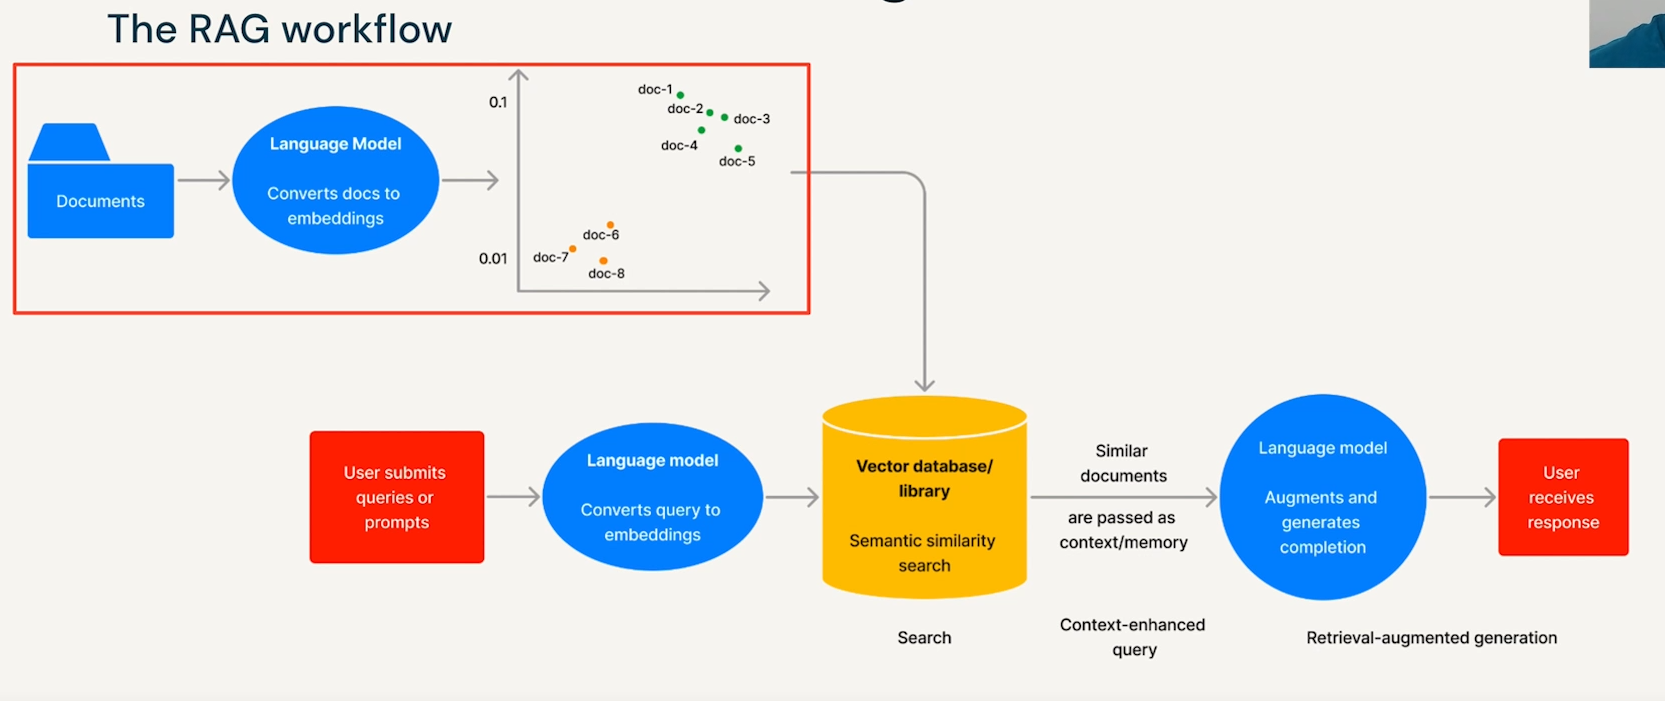 The RAG workflow
Documents
Language Model
Converts docs to
embeddings
0.1
0.01
doc-1
doc-2
doc-3
doc-4
doc-5
doc-6
doc-7
doc-8
User submits
queries or
prompts
Language model
Converts query to
embeddings
Vector database/
library
Semantic similarity
search
Search
Similar
documents
are passed as
context/memory
Context-enhanced
query
Language model
Augments and
generates
completion
Retrieval-augmented generation
User
receives
response